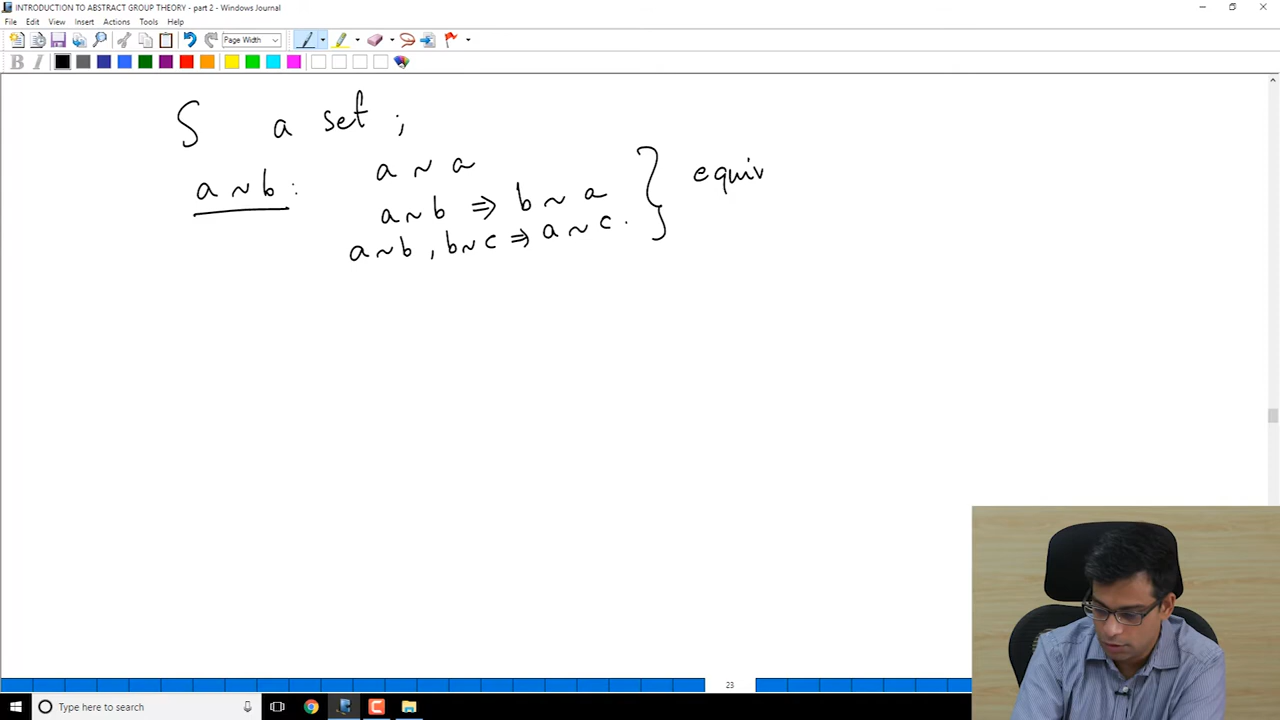 INTRODUCTION TO ABSTRACT GROUP THEORY - part 2 - Windows Journal
File Edit View Insert Actions Tools Help
Page Width
B I
S a set ;
a ~ b : a ~ a
a ~ b ⇒ b ~ a } equiv
a ~ b , b ~ c ⇒ a ~ c .
23
Type here to search